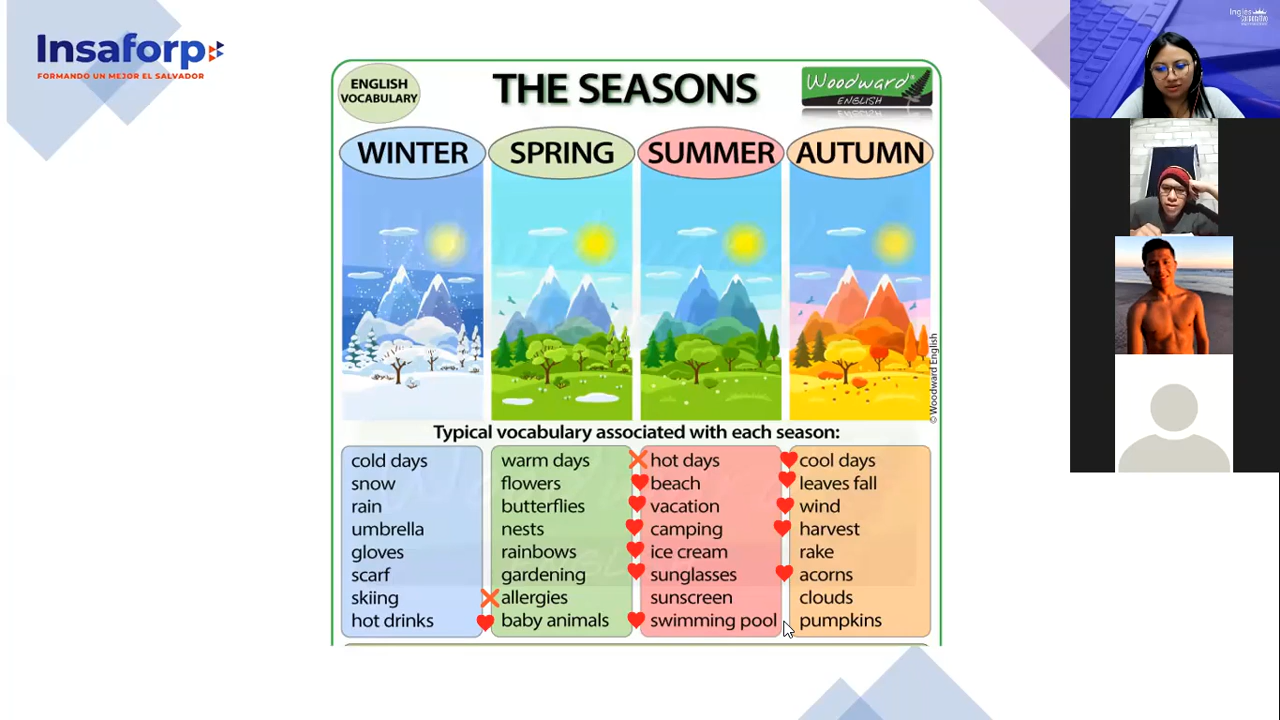 Insaforp
FORMANDO UN MEJOR EL SALVADOR
ENGLISH
VOCABULARY
THE SEASONS
Woodward®
ENGLISH
WINTER
SPRING
SUMMER
AUTUMN
© Woodward English
Typical vocabulary associated with each season:
cold days
snow
rain
umbrella
gloves
scarf
skiing
hot drinks
warm days
flowers
butterflies
nests
rainbows
gardening
allergies
baby animals
hot days
beach
vacation
camping
ice cream
sunglasses
sunscreen
swimming pool
cool days
leaves fall
wind
harvest
rake
acorns
clouds
pumpkins